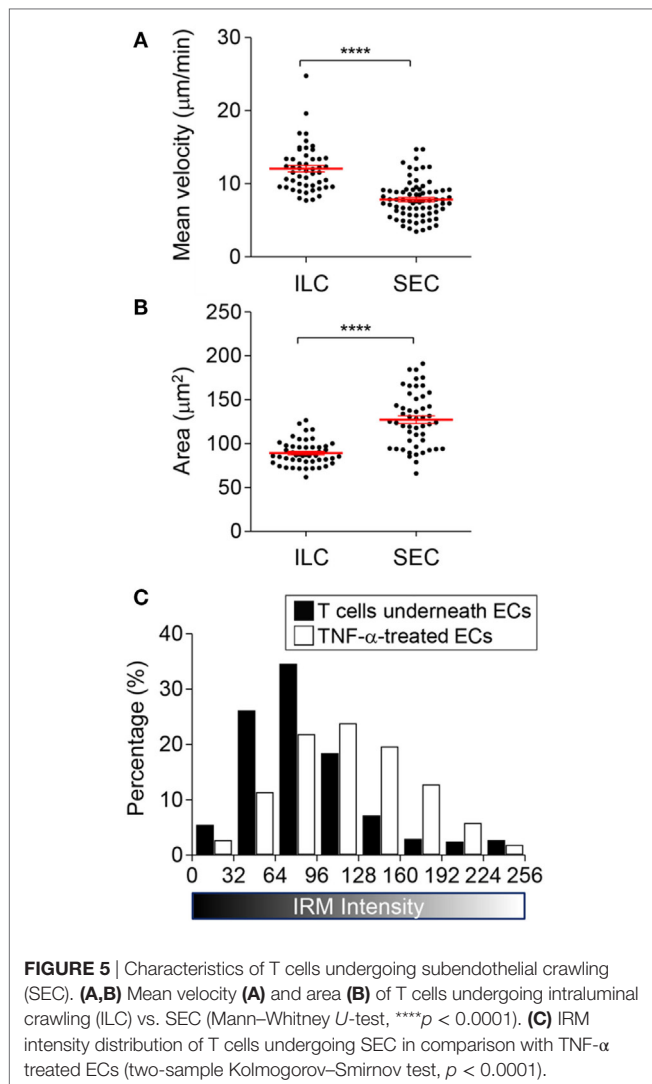 A
Mean velocity (μm/min)
30
20
10
0
****
ILC
SEC
B
Area (μm²)
250
200
150
100
50
0
****
ILC
SEC
C
T cells underneath ECs
TNF-α-treated ECs
Percentage (%)
40
30
20
10
0
0 32 64 96 128 160 192 224 256
IRM Intensity
FIGURE 5 | Characteristics of T cells undergoing subendothelial crawling
(SEC). (A,B) Mean velocity (A) and area (B) of T cells undergoing intraluminal
crawling (ILC) vs. SEC (Mann–Whitney U-test, ****p < 0.0001). (C) IRM
intensity distribution of T cells undergoing SEC in comparison with TNF-α
treated ECs (two-sample Kolmogorov–Smirnov test, p < 0.0001).